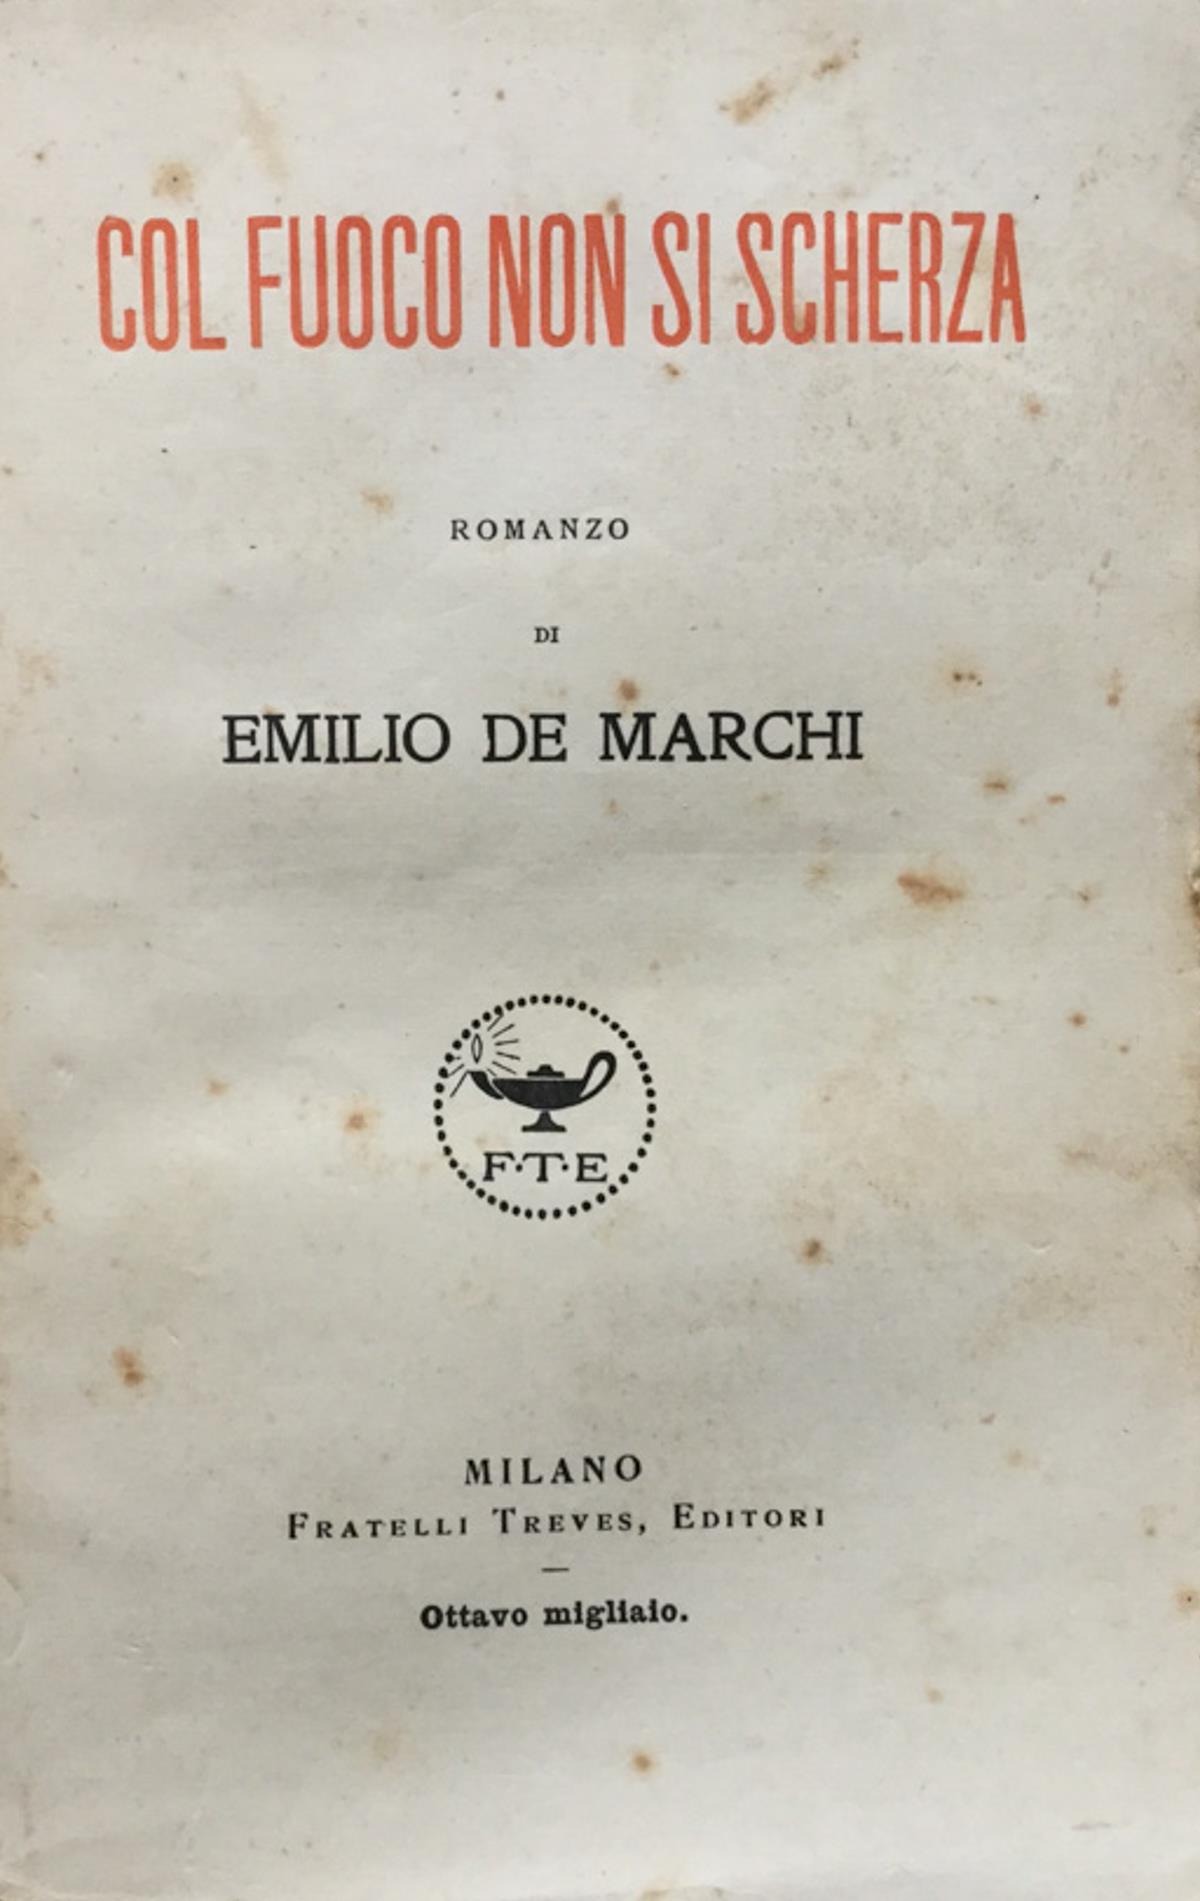 COL FUOCO NON SI SCHERZA
ROMANZO
DI
EMILIO DE MARCHI
F·T·E
MILANO
FRATELLI TREVES, EDITORI
—
Ottavo migliaio.